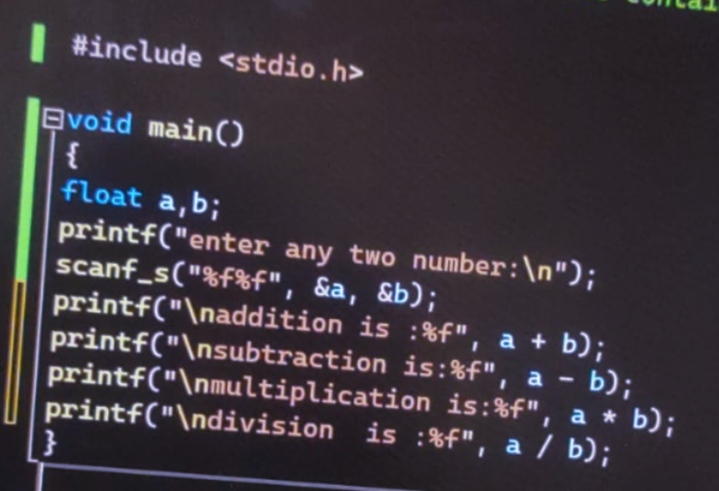 #include <stdio.h>
void main()
{
float a,b;
printf("enter any two number:\n");
scanf_s("%f%f", &a, &b);
printf("\naddition is :%f", a + b);
printf("\nsubtraction is:%f", a - b);
printf("\nmultiplication is:%f", a * b);
printf("\ndivision  is :%f", a / b);
}